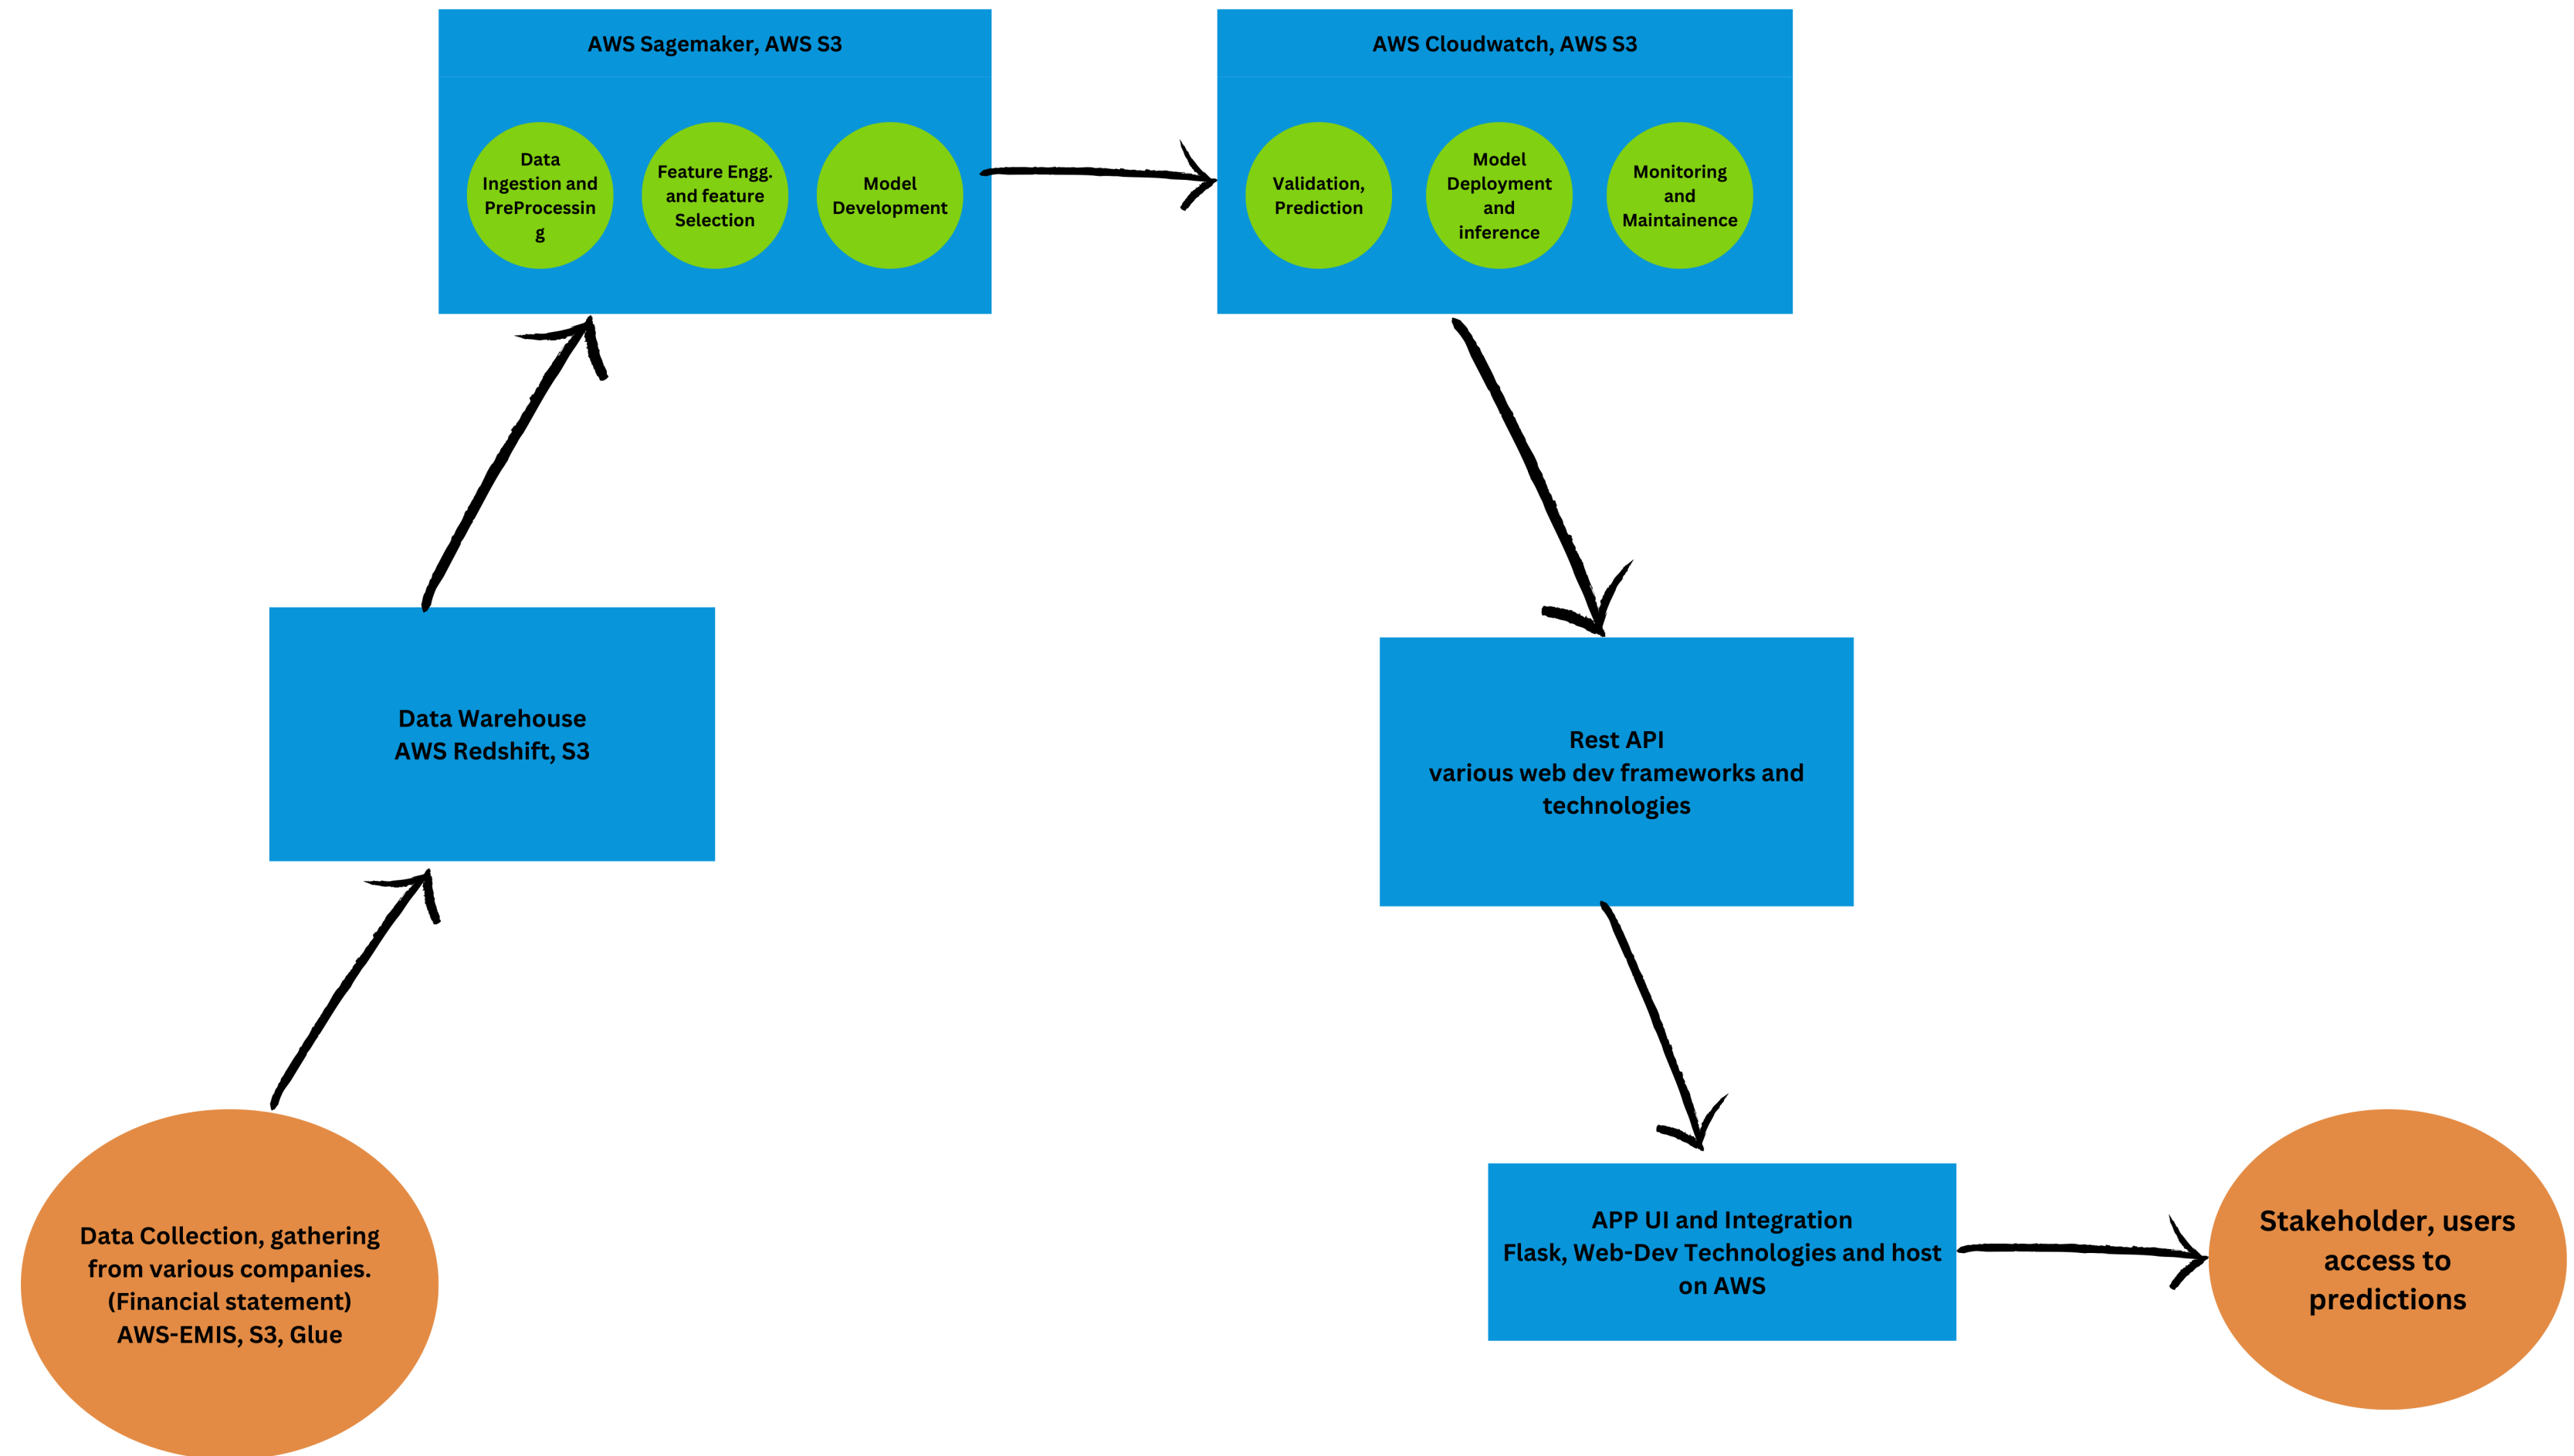 AWS Sagemaker, AWS S3
Data
Ingestion and
PreProcessin
g
Feature Engg.
and feature
Selection
Model
Development
AWS Cloudwatch, AWS S3
Validation,
Prediction
Model
Deployment
and
inference
Monitoring
and
Maintainence
Data Warehouse
AWS Redshift, S3
Rest API
various web dev frameworks and
technologies
Data Collection, gathering
from various companies.
(Financial statement)
AWS-EMIS, S3, Glue
APP UI and Integration
Flask, Web-Dev Technologies and host
on AWS
Stakeholder, users
access to
predictions